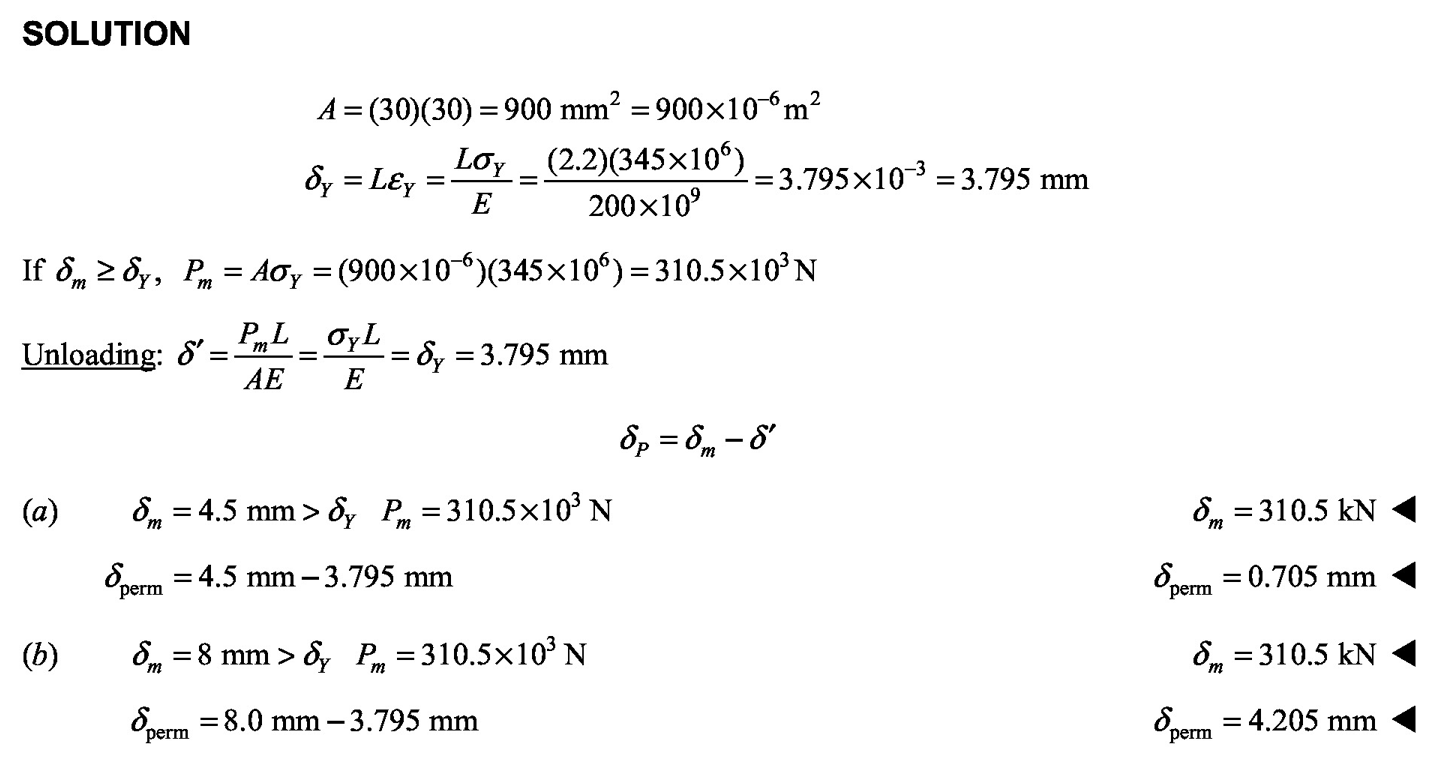 SOLUTION
A = (30)(30) = 900 mm² = 900×10⁻⁶ m²
δ_Y = Lε_Y = Lσ_Y / E = (2.2)(345×10⁶) / 200×10⁹ = 3.795×10⁻³ = 3.795 mm
If δ_m ≥ δ_Y, P_m = Aσ_Y = (900×10⁻⁶)(345×10⁶) = 310.5×10³ N
Unloading: δ′ = P_m L / AE = σ_Y L / E = δ_Y = 3.795 mm
δ_P = δ_m − δ′
(a) δ_m = 4.5 mm > δ_Y P_m = 310.5×10³ N δ_m = 310.5 kN ◄
δ_perm = 4.5 mm − 3.795 mm δ_perm = 0.705 mm ◄
(b) δ_m = 8 mm > δ_Y P_m = 310.5×10³ N δ_m = 310.5 kN ◄
δ_perm = 8.0 mm − 3.795 mm δ_perm = 4.205 mm ◄